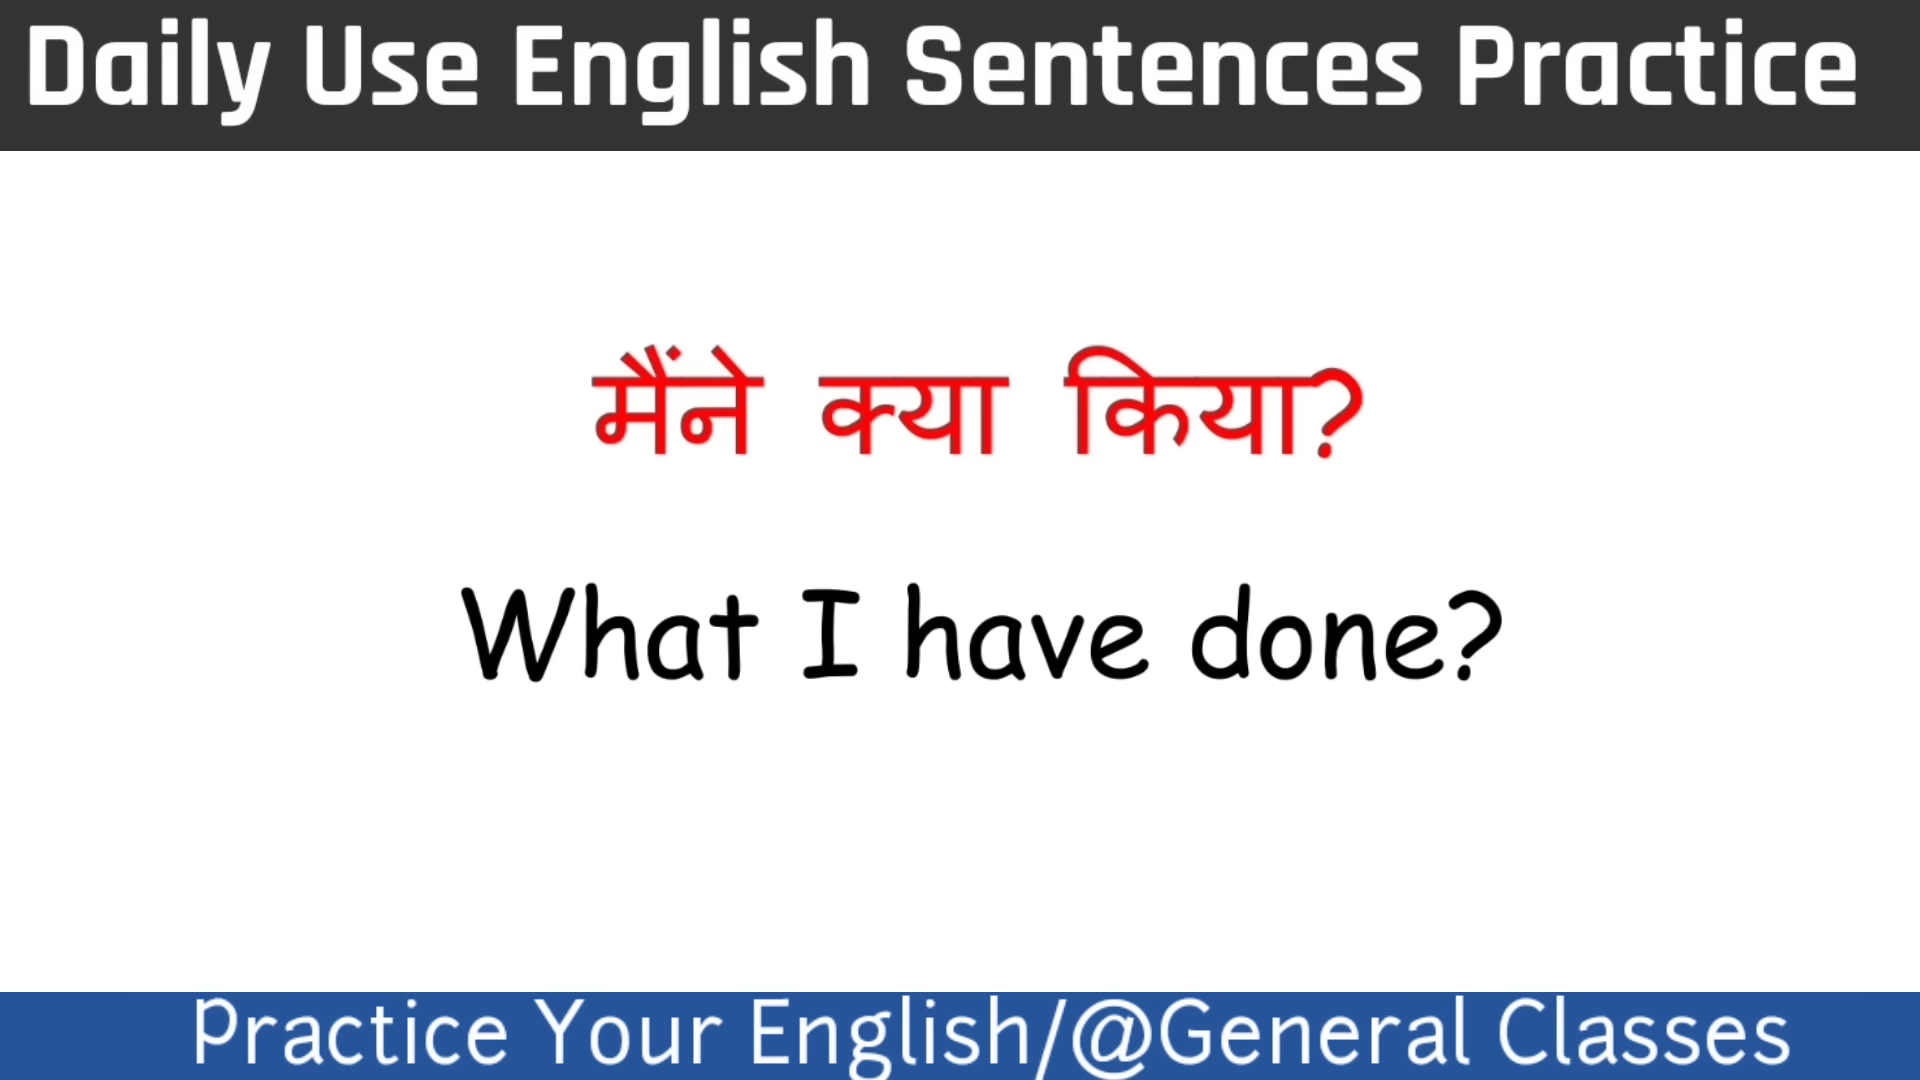 Daily Use English Sentences Practice
मैंने क्या किया?
What I have done?
Practice Your English/@General Classes